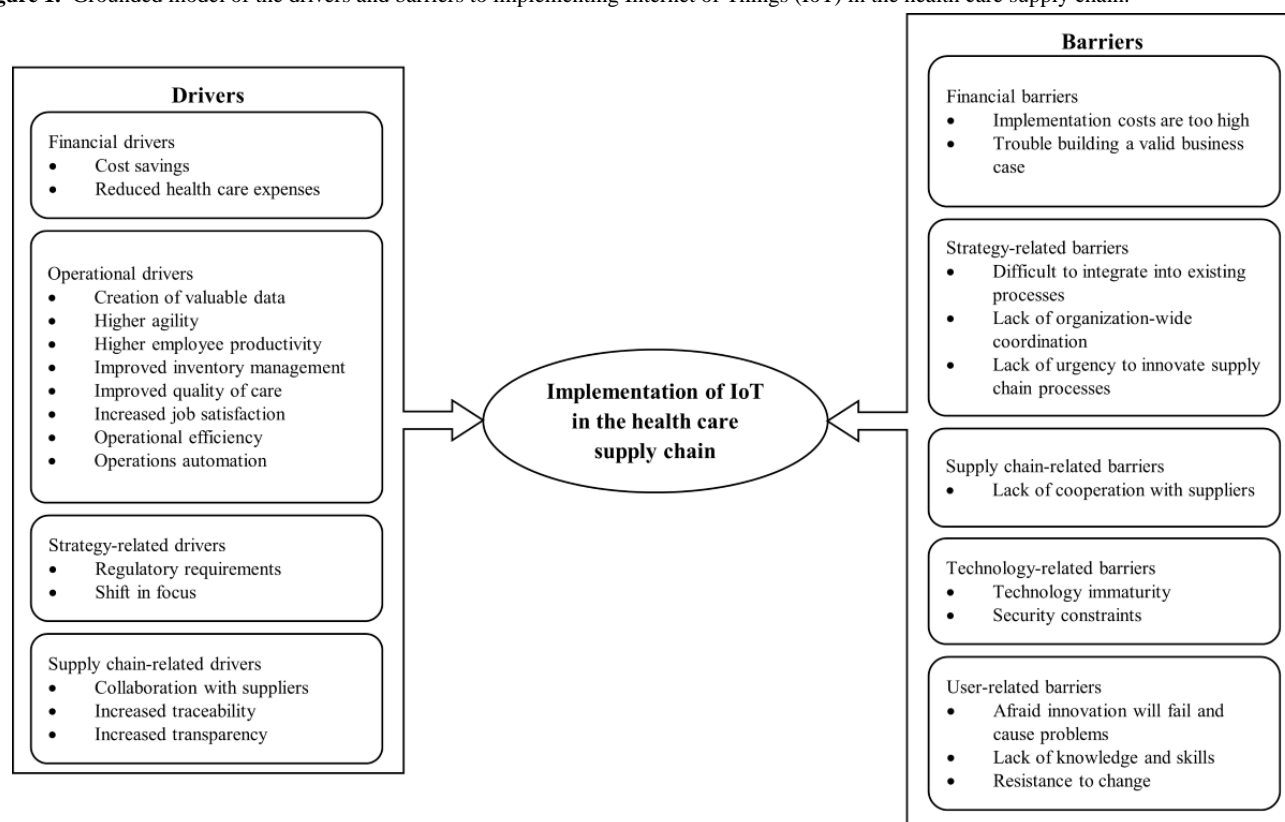 gure 1. Grounded model of the drivers and barriers to implementing Internet of Things (IoT) in the health care supply chain.
Drivers
Financial drivers
• Cost savings
• Reduced health care expenses
Operational drivers
• Creation of valuable data
• Higher agility
• Higher employee productivity
• Improved inventory management
• Improved quality of care
• Increased job satisfaction
• Operational efficiency
• Operations automation
Strategy-related drivers
• Regulatory requirements
• Shift in focus
Supply chain-related drivers
• Collaboration with suppliers
• Increased traceability
• Increased transparency
Implementation of IoT
in the health care
supply chain
Barriers
Financial barriers
• Implementation costs are too high
• Trouble building a valid business
case
Strategy-related barriers
• Difficult to integrate into existing
processes
• Lack of organization-wide
coordination
• Lack of urgency to innovate supply
chain processes
Supply chain-related barriers
• Lack of cooperation with suppliers
Technology-related barriers
• Technology immaturity
• Security constraints
User-related barriers
• Afraid innovation will fail and
cause problems
• Lack of knowledge and skills
• Resistance to change